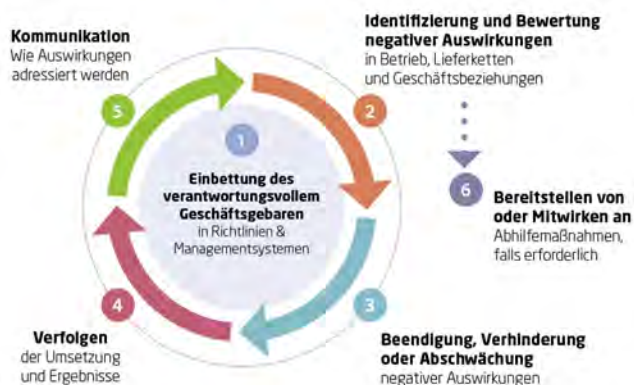 1
Einbettung des
verantwortungsvollem
Geschäftsgebaren
in Richtlinien &
Managementsystemen
2
Identifizierung und Bewertung
negativer Auswirkungen
in Betrieb, Lieferketten
und Geschäftsbeziehungen
3
Beendigung, Verhinderung
oder Abschwächung
negativer Auswirkungen
4
Verfolgen
der Umsetzung
und Ergebnisse
5
Kommunikation
Wie Auswirkungen
adressiert werden
6
Bereitstellen von
oder Mitwirken an
Abhilfemaßnahmen,
falls erforderlich